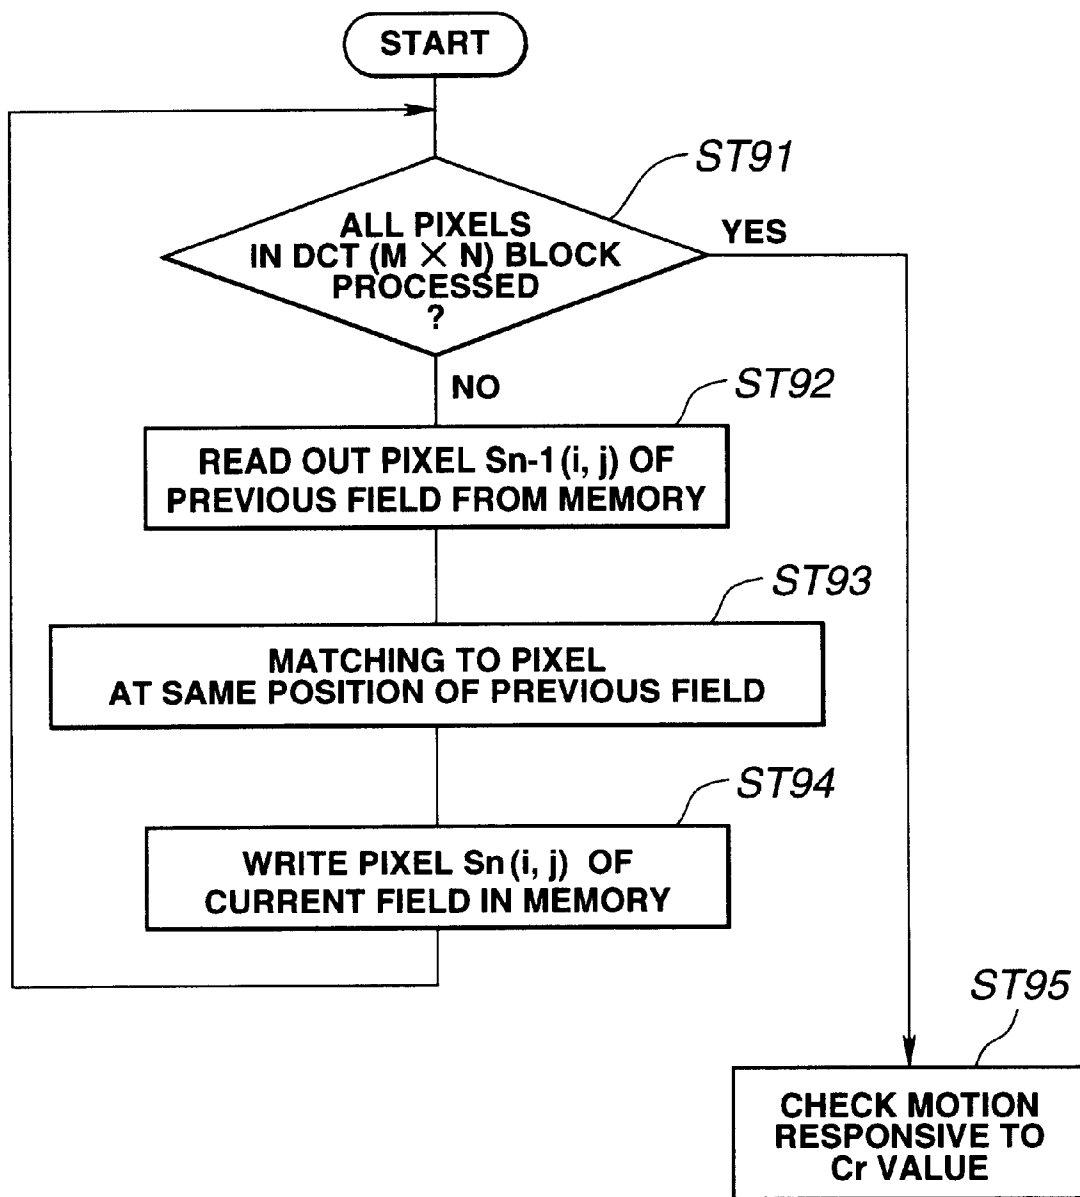 START
ST91
ALL PIXELS
IN DCT (M × N) BLOCK
PROCESSED
?
YES
NO
ST92
READ OUT PIXEL Sn-1 (i, j) OF
PREVIOUS FIELD FROM MEMORY
ST93
MATCHING TO PIXEL
AT SAME POSITION OF PREVIOUS FIELD
ST94
WRITE PIXEL Sn (i, j) OF
CURRENT FIELD IN MEMORY
ST95
CHECK MOTION
RESPONSIVE TO
Cr VALUE